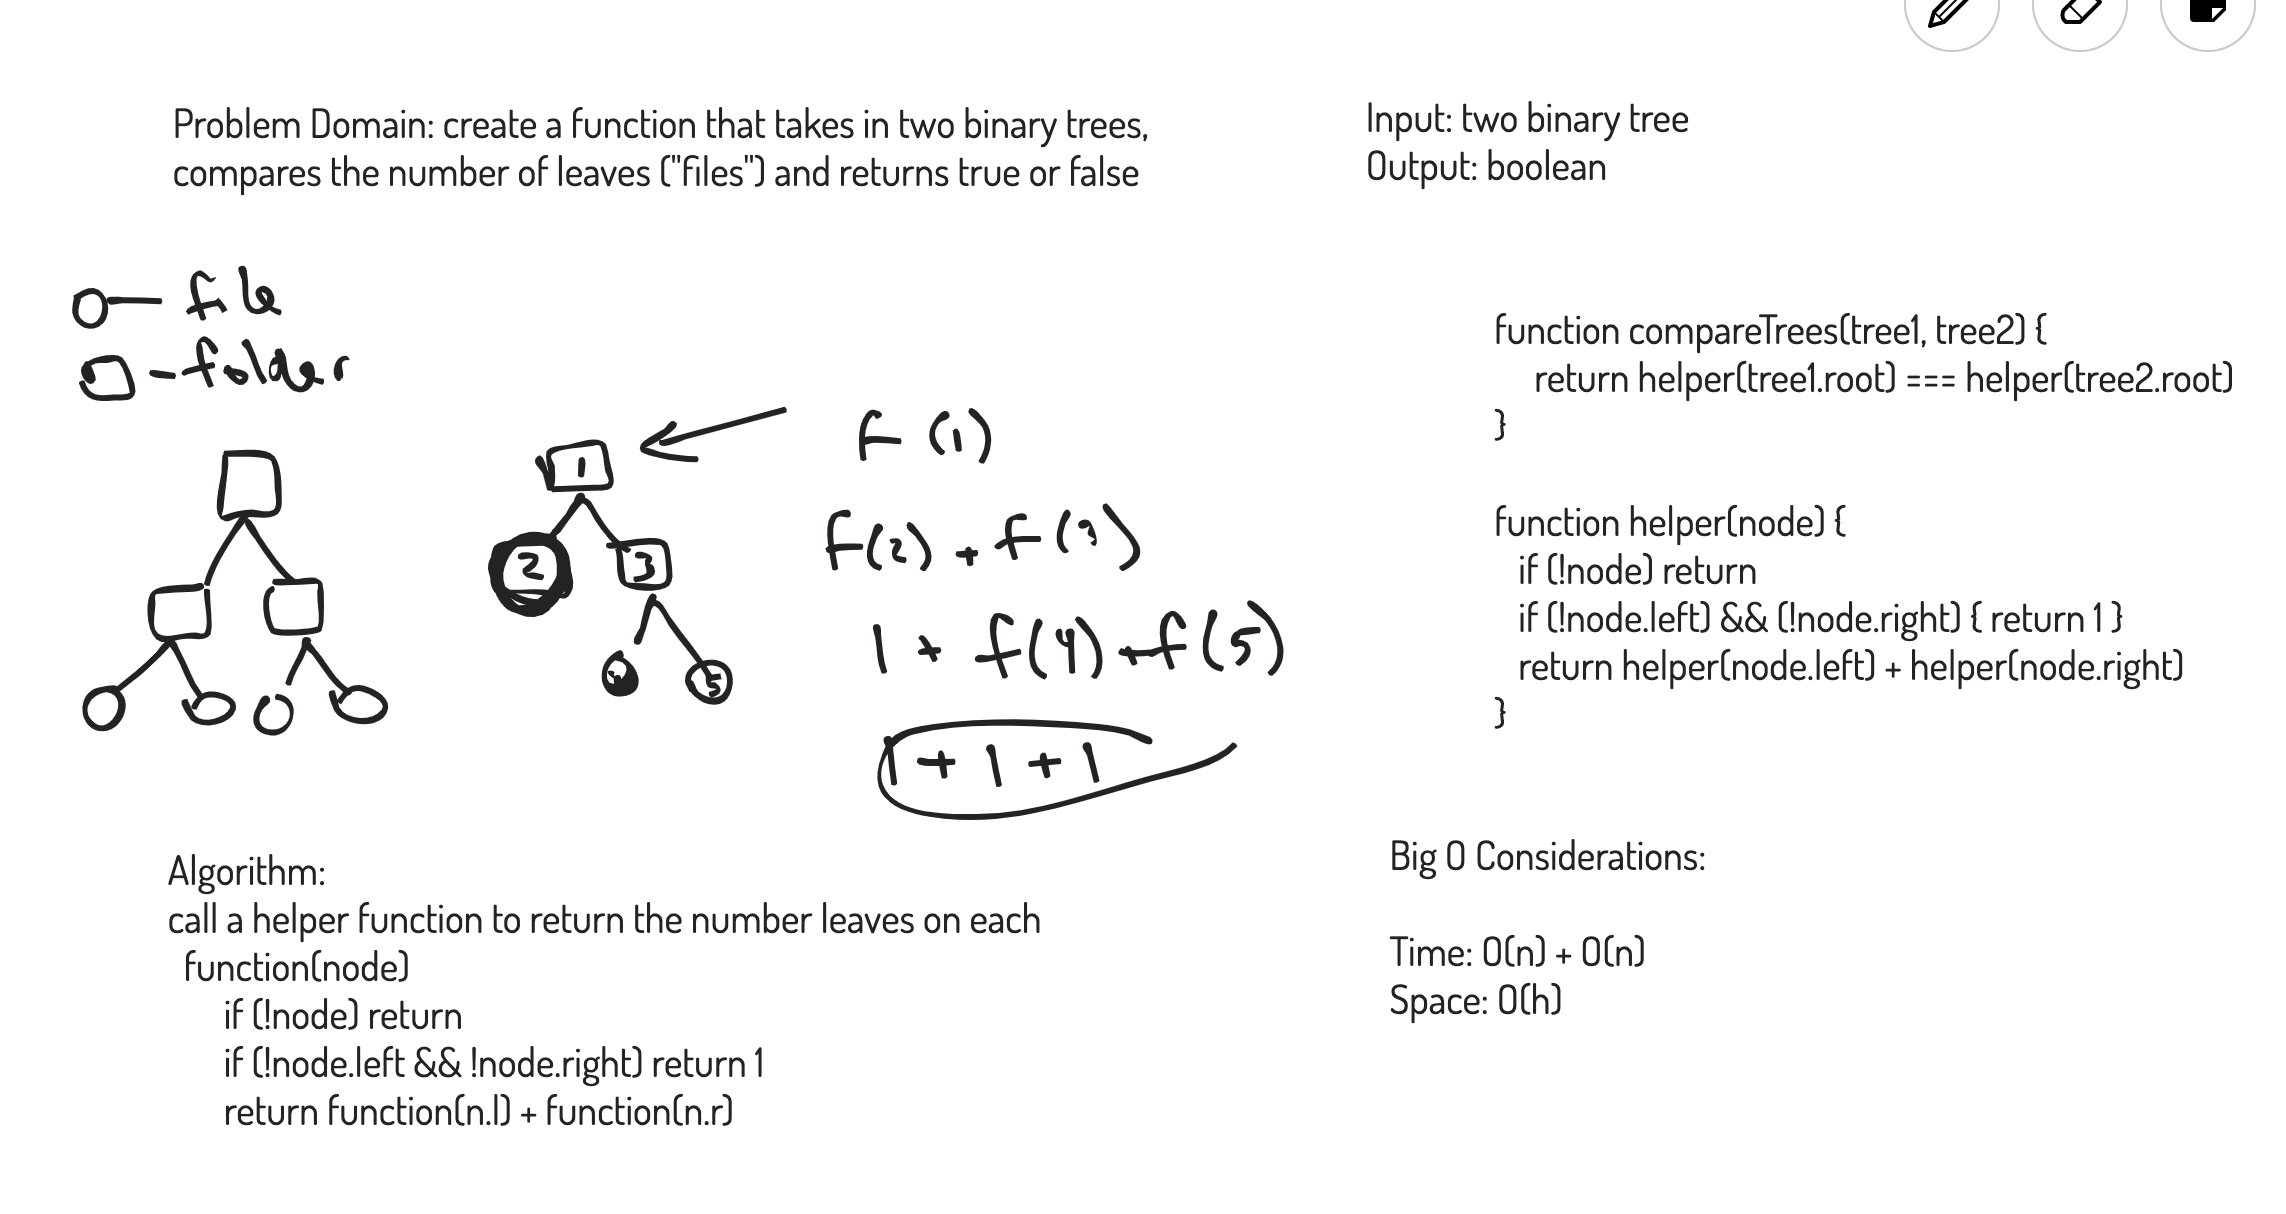 Problem Domain: create a function that takes in two binary trees,
compares the number of leaves ("files") and returns true or false
Input: two binary tree
Output: boolean
file
folder
1
2
3
5
F(1)
f(2) + f(3)
1 + f(4) + f(5)
1 + 1 + 1
function compareTrees(tree1, tree2) {
return helper(tree1.root) === helper(tree2.root)
}
function helper(node) {
if (!node) return
if (!node.left) && (!node.right) { return 1 }
return helper(node.left) + helper(node.right)
}
Algorithm:
call a helper function to return the number leaves on each
function(node)
if (!node) return
if (!node.left && !node.right) return 1
return function(n.l) + function(n.r)
Big O Considerations:
Time: O(n) + O(n)
Space: O(h)